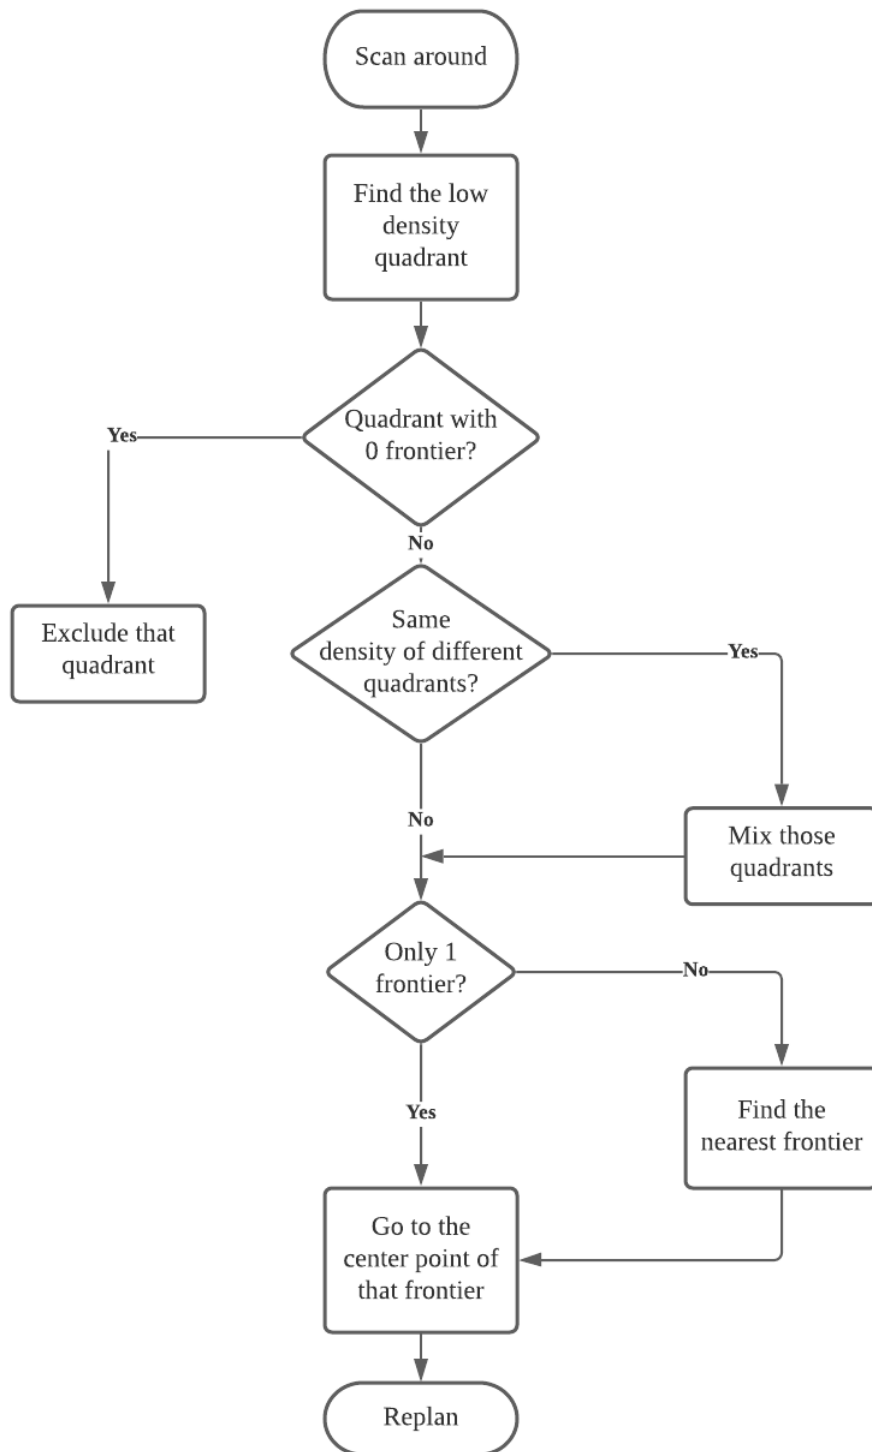 Scan around
Find the low
density
quadrant
Quadrant with
0 frontier?
Yes
No
Exclude that
quadrant
Same
density of different
quadrants?
Yes
No
Mix those
quadrants
Only 1
frontier?
No
Yes
Find the
nearest frontier
Go to the
center point of
that frontier
Replan